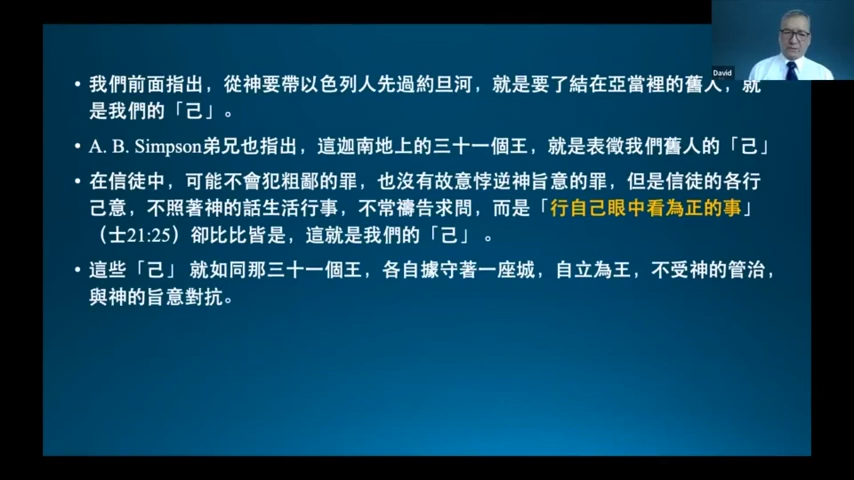 David
• 我們前面指出，從神要帶以色列人先過約旦河，就是要了結在亞當裡的舊人，就
是我們的「己」。
• A. B. Simpson弟兄也指出，這迦南地上的三十一個王，就是表徵我們舊人的「己」
• 在信徒中，可能不會犯粗鄙的罪，也沒有故意悖逆神旨意的罪，但是信徒的各行
己意，不照著神的話生活行事，不常禱告求問，而是「行自己眼中看為正的事」
（士21:25）卻比比皆是，這就是我們的「己」 。
• 這些「己」 就如同那三十一個王，各自據守著一座城，自立為王，不受神的管治，
與神的旨意對抗。